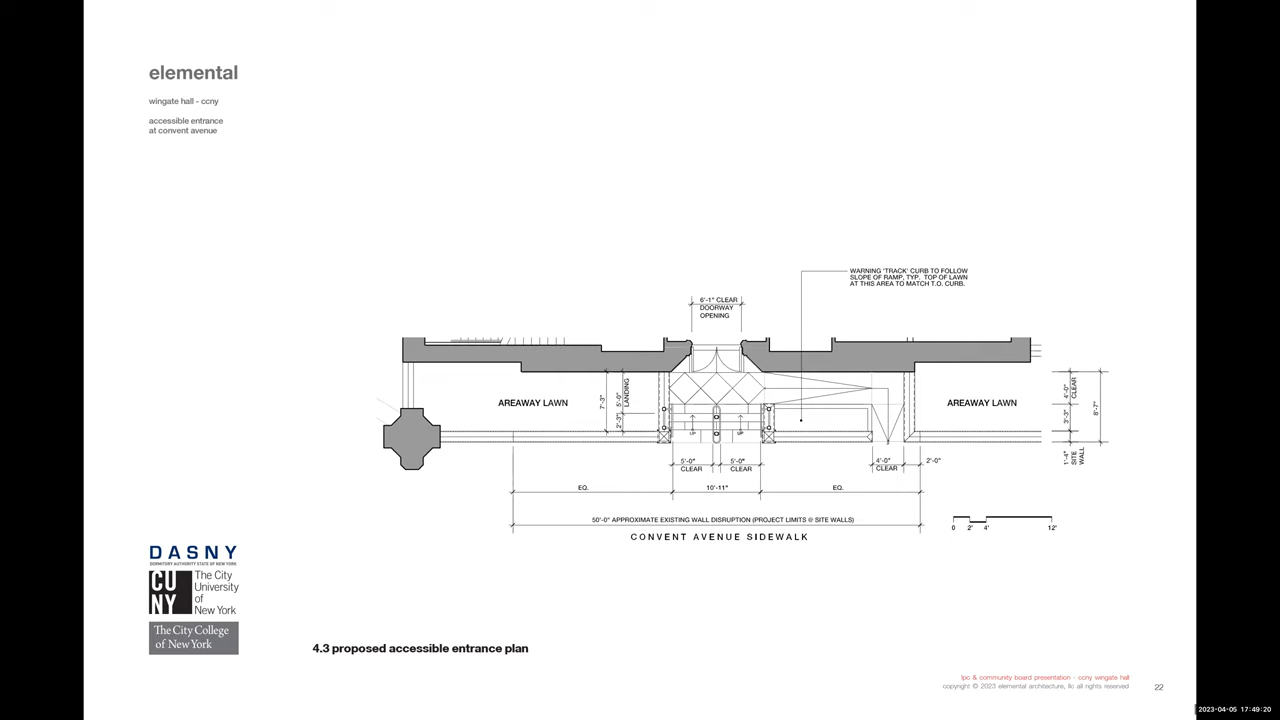 elemental
wingate hall - ccny
accessible entrance
at convent avenue
WARNING 'TRACK' CURB TO FOLLOW
SLOPE OF RAMP, TYP. TOP OF LAWN
AT THIS AREA TO MATCH T.O. CURB.
6'-1" CLEAR
DOORWAY
OPENING
AREAWAY LAWN
7'-3"
2'-3"
5'-0"
LANDING
UP
UP
AREAWAY LAWN
4'-0"
CLEAR
3'-3"
8'-7"
1'-4"
SITE
WALL
5'-0"
CLEAR
5'-0"
CLEAR
4'-0"
CLEAR
2'-0"
EQ.
10'-11"
EQ.
50'-0" APPROXIMATE EXISTING WALL DISRUPTION (PROJECT LIMITS @ SITE WALLS)
CONVENT AVENUE SIDEWALK
0 2' 4' 12'
DASNY
DORMITORY AUTHORITY STATE OF NEW YORK
CU
NY
The City
University
of
New York
The City College
of New York
4.3 proposed accessible entrance plan
lpc & community board presentation - ccny wingate hall
copyright © 2023 elemental architecture, llc all rights reserved
22
2023-04-05 17:49:20